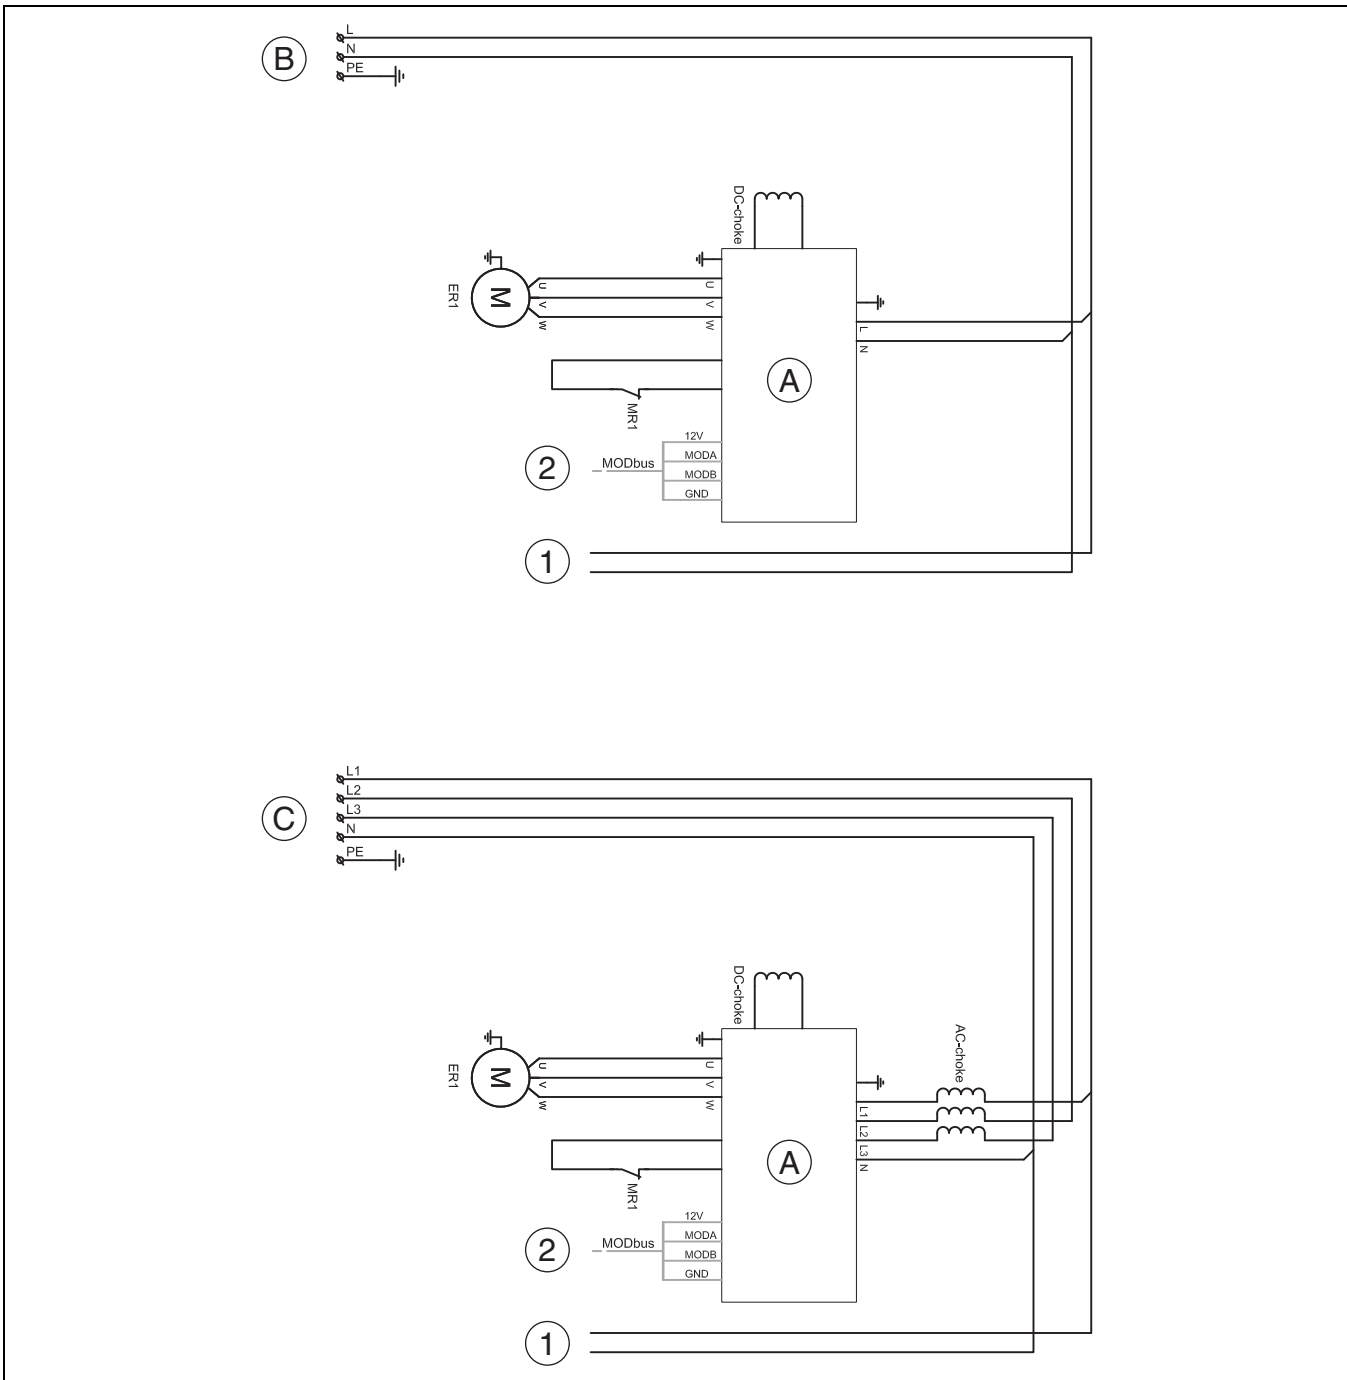 L
B
N
PE
DC-choke
ER1
M
U
V
W
U
V
W
L
N
A
MR1
12V
2
MODbus
MODA
MODB
GND
1
L1
L2
C
L3
N
PE
DC-choke
AC-choke
ER1
M
U
V
W
U
V
W
L1
L2
L3
N
A
MR1
12V
2
MODbus
MODA
MODB
GND
1